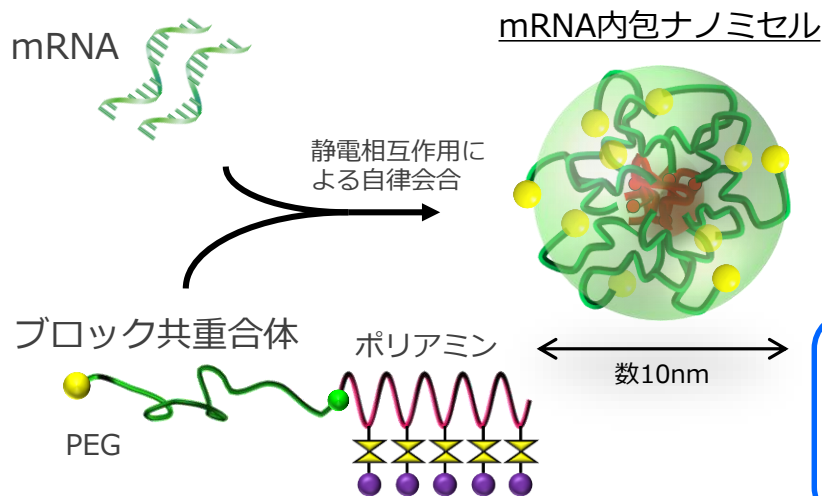 mRNA
mRNA内包ナノミセル
静電相互作用に
よる自律会合
ブロック共重合体
ポリアミン
PEG
数10nm